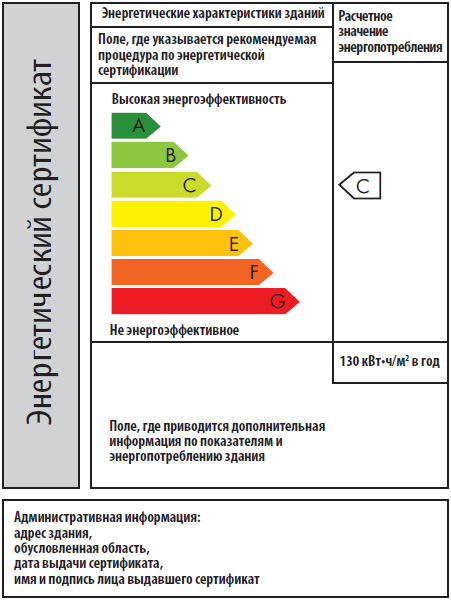 Энергетический сертификат
Энергетические характеристики зданий
Поле, где указывается рекомендуемая
процедура по энергетической
сертификации
Расчетное
значение
энергопотребления
Высокая энергоэффективность
A
B
C
D
E
F
G
Не энергоэффективное
C
130 кВт•ч/м² в год
Поле, где приводится дополнительная
информация по показателям и
энергопотреблению здания
Административная информация:
адрес здания,
обусловленная область,
дата выдачи сертификата,
имя и подпись лица выдавшего сертификат